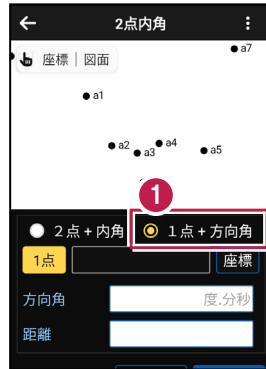 ← 2点内角
a7
座標 | 図面
a1
a2 a3 a4 a5
1
２点＋内角 １点＋方向角
1点 座標
方向角 度.分秒
距離